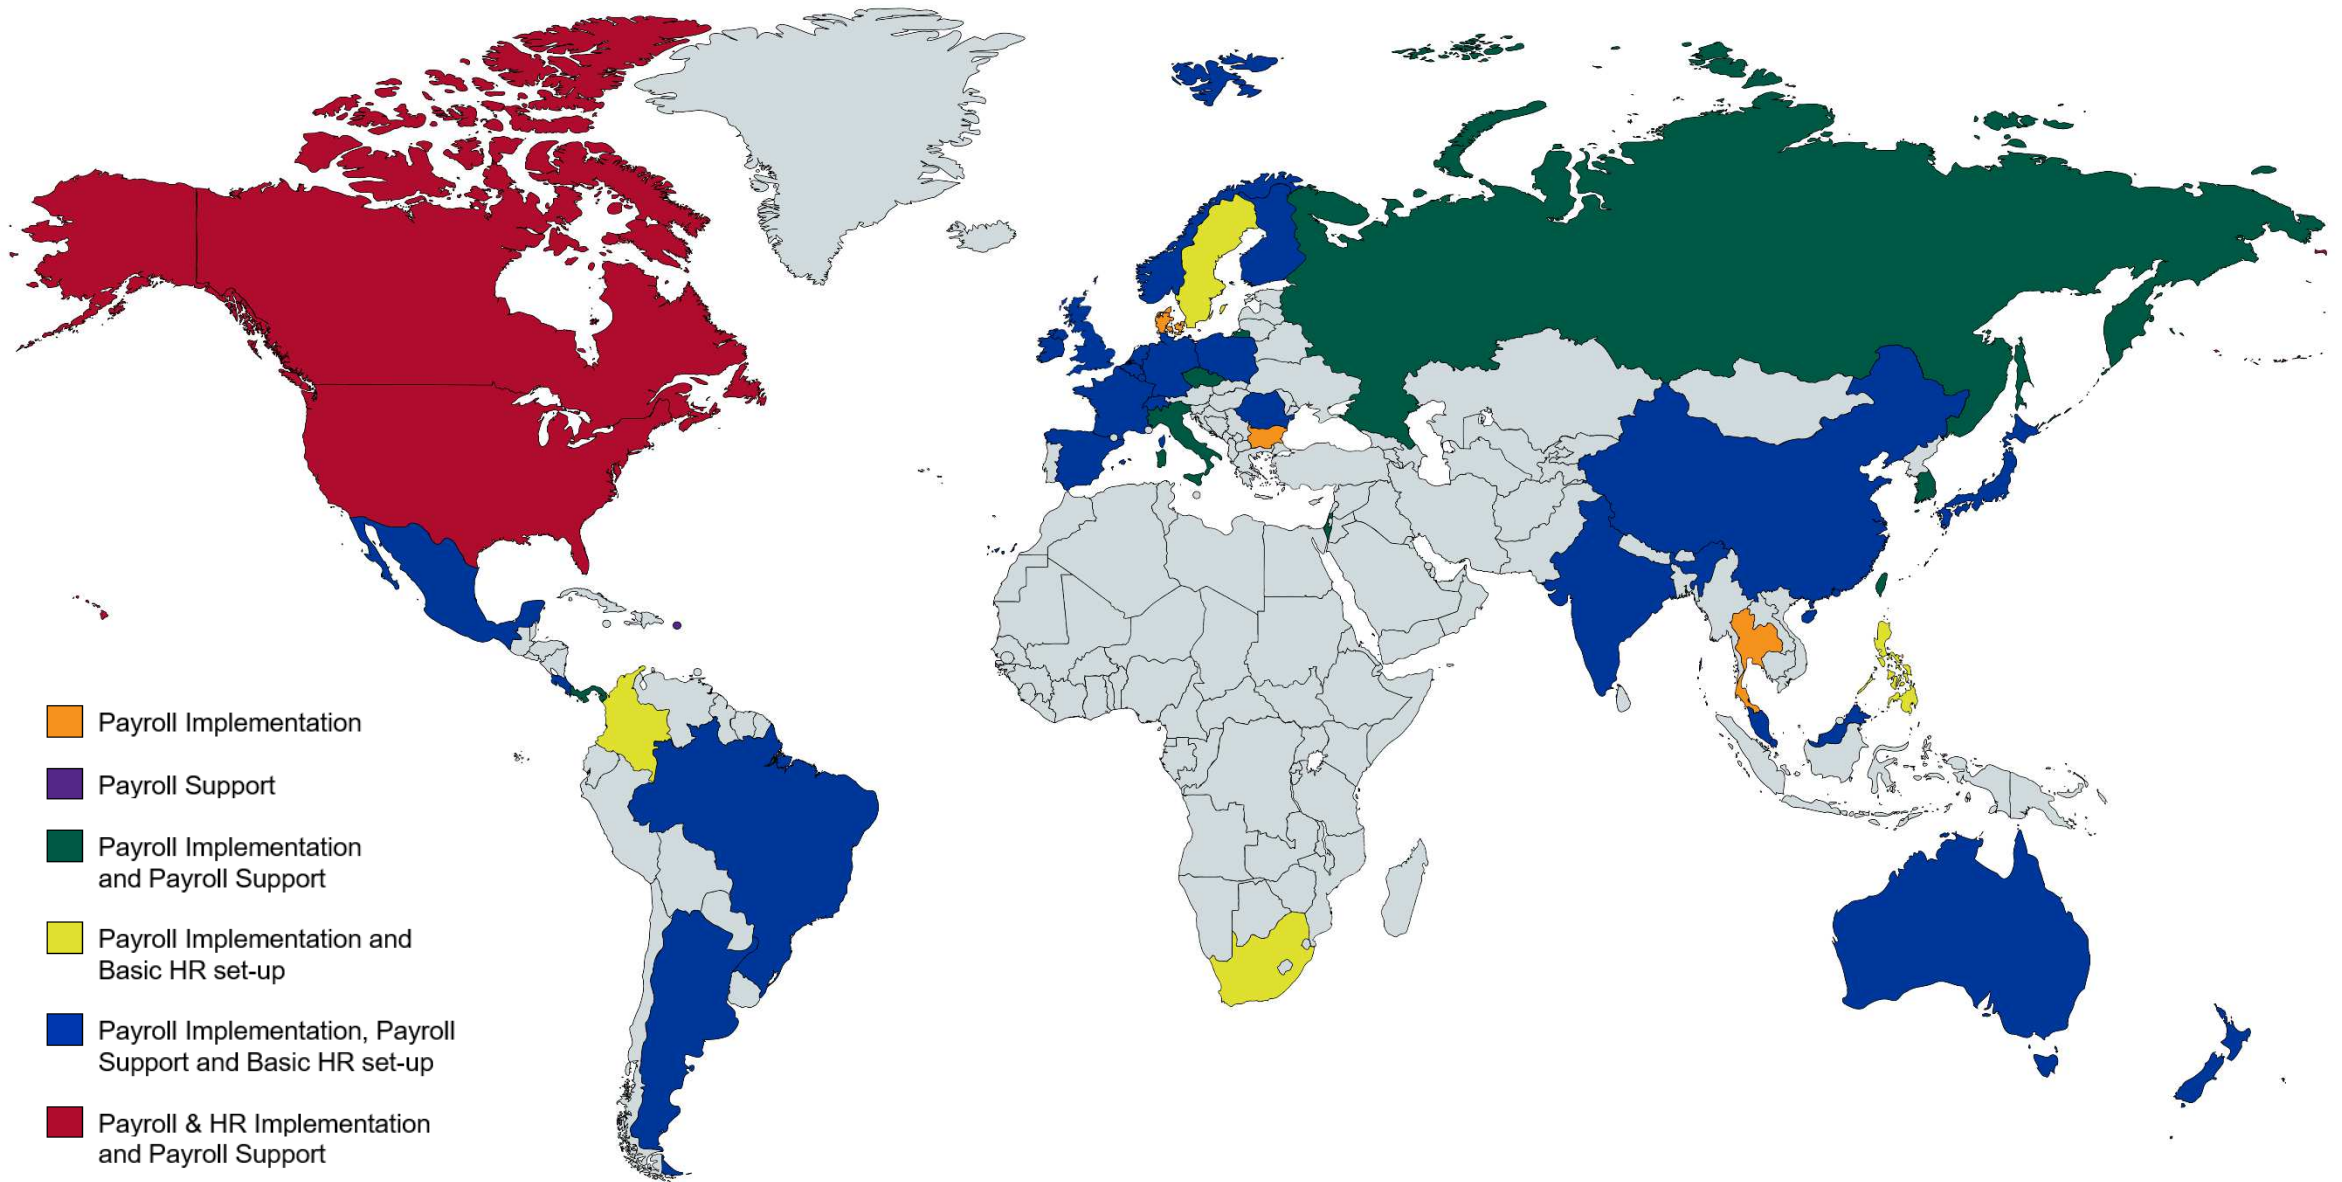 Payroll Implementation
Payroll Support
Payroll Implementation
and Payroll Support
Payroll Implementation and
Basic HR set-up
Payroll Implementation, Payroll
Support and Basic HR set-up
Payroll & HR Implementation
and Payroll Support